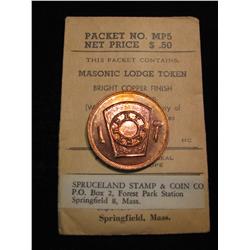 PACKET NO. MP5
NET PRICE $ .50
THIS PACKET CONTAINS:
MASONIC LODGE TOKEN
BRIGHT COPPER FINISH
of
SPRUCELAND STAMP & COIN CO
P.O. Box 2, Forest Park Station
Springfield 8, Mass.
Springfield, Mass.